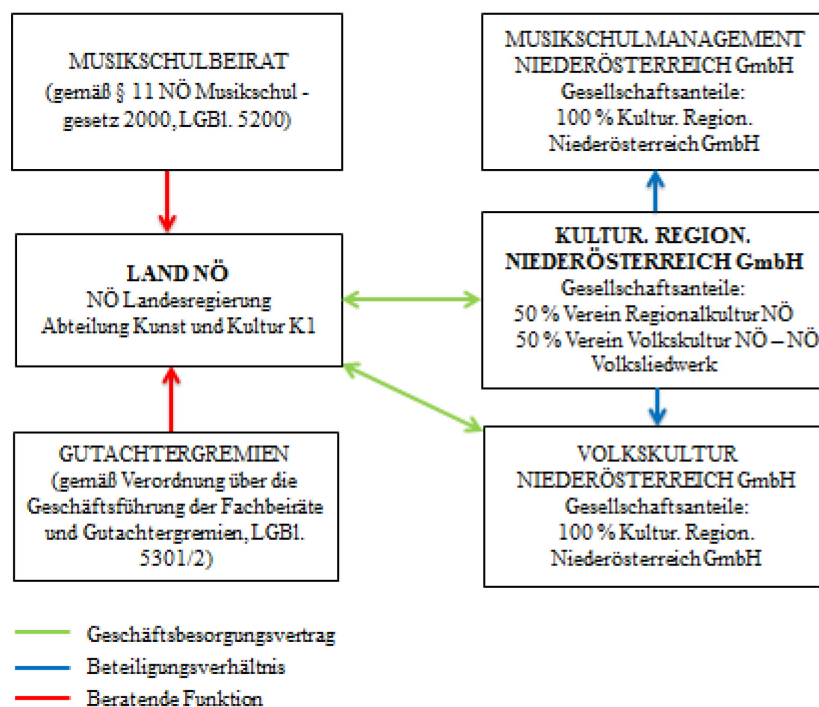 MUSIKSCHULBEIRAT
(gemäß § 11 NÖ Musikschul -
gesetz 2000, LGBl. 5200)
MUSIKSCHULMANAGEMENT
NIEDERÖSTERREICH GmbH
Gesellschaftsanteile:
100 % Kultur. Region.
Niederösterreich GmbH
LAND NÖ
NÖ Landesregierung
Abteilung Kunst und Kultur K1
KULTUR. REGION.
NIEDERÖSTERREICH GmbH
Gesellschaftsanteile:
50 % Verein Regionalkultur NÖ
50 % Verein Volkskultur NÖ – NÖ
Volksliedwerk
GUTACHTERGREMIEN
(gemäß Verordnung über die
Geschäftsführung der Fachbeiräte
und Gutachtergremien, LGBl.
5301/2)
VOLKSKULTUR
NIEDERÖSTERREICH GmbH
Gesellschaftsanteile:
100 % Kultur. Region.
Niederösterreich GmbH
Geschäftsbesorgungsvertrag
Beteiligungsverhältnis
Beratende Funktion